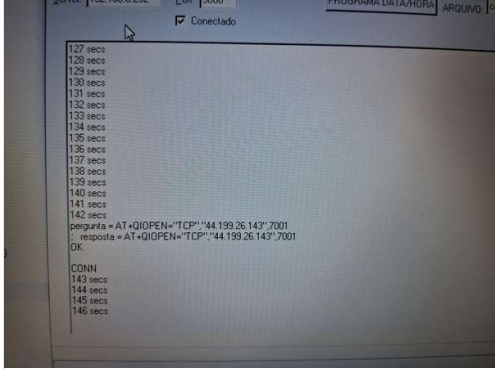 PROGRAMA DATA/HORA ARQUIVO:
Conectado
127 secs
128 secs
129 secs
130 secs
131 secs
132 secs
133 secs
134 secs
135 secs
136 secs
137 secs
138 secs
139 secs
140 secs
141 secs
142 secs
pergunta = AT+QIOPEN="TCP","44.199.26.143",7001
; resposta = AT+QIOPEN="TCP","44.199.26.143",7001
OK
CONN
143 secs
144 secs
145 secs
146 secs